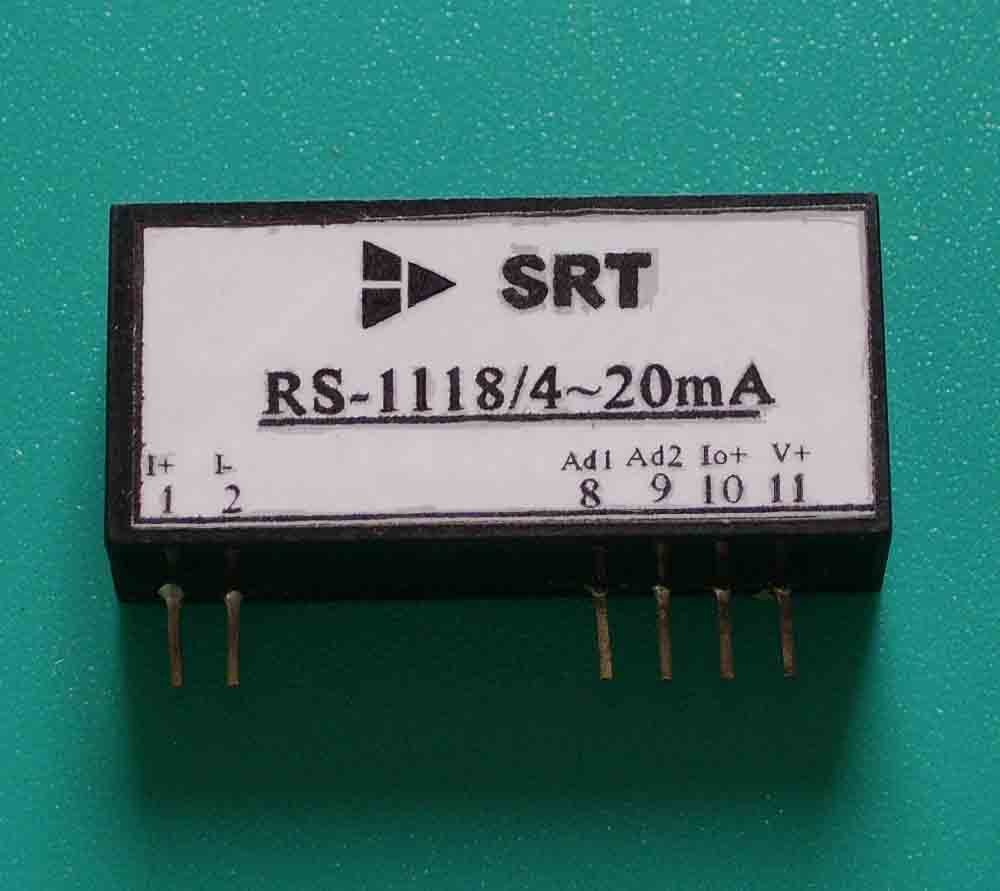 SRT
RS-1118/4~20mA
I+ I- Ad1 Ad2 Io+ V+
1 2 8 9 10 11